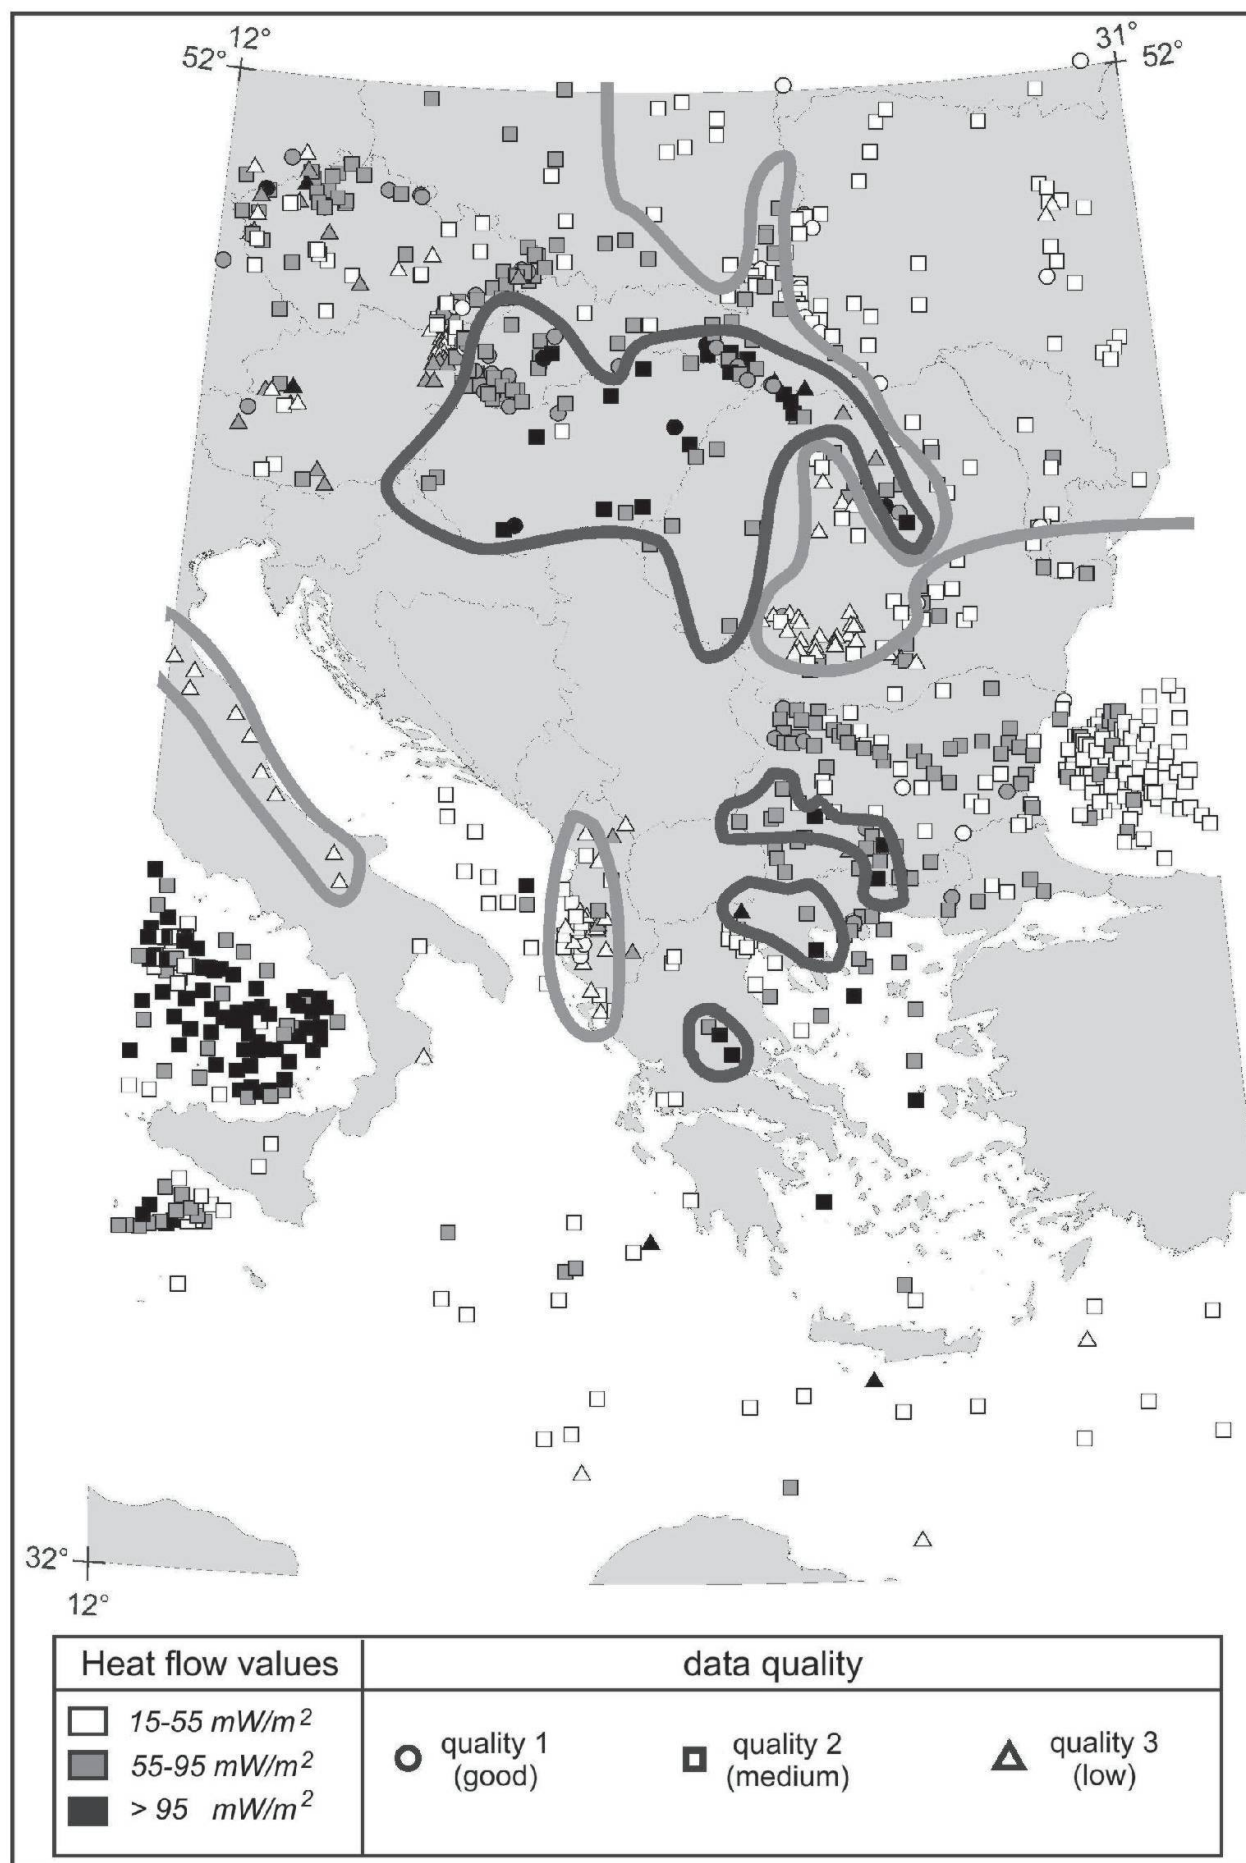 12°
31°
52°
52°
32°
12°
Heat flow values
data quality
15-55 mW/m²
55-95 mW/m²
> 95 mW/m²
quality 1
(good)
quality 2
(medium)
quality 3
(low)